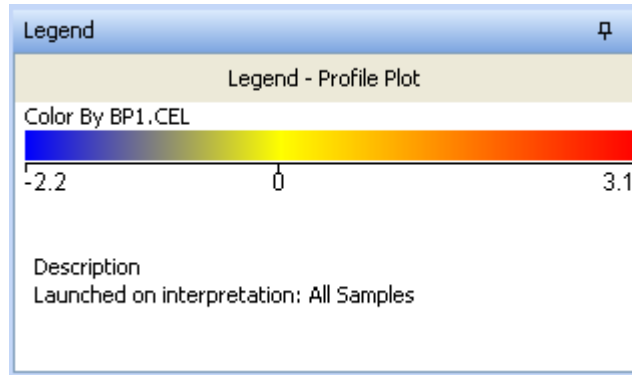 Legend
Legend - Profile Plot
Color By BP1.CEL
-2.2 0 3.1
Description
Launched on interpretation: All Samples